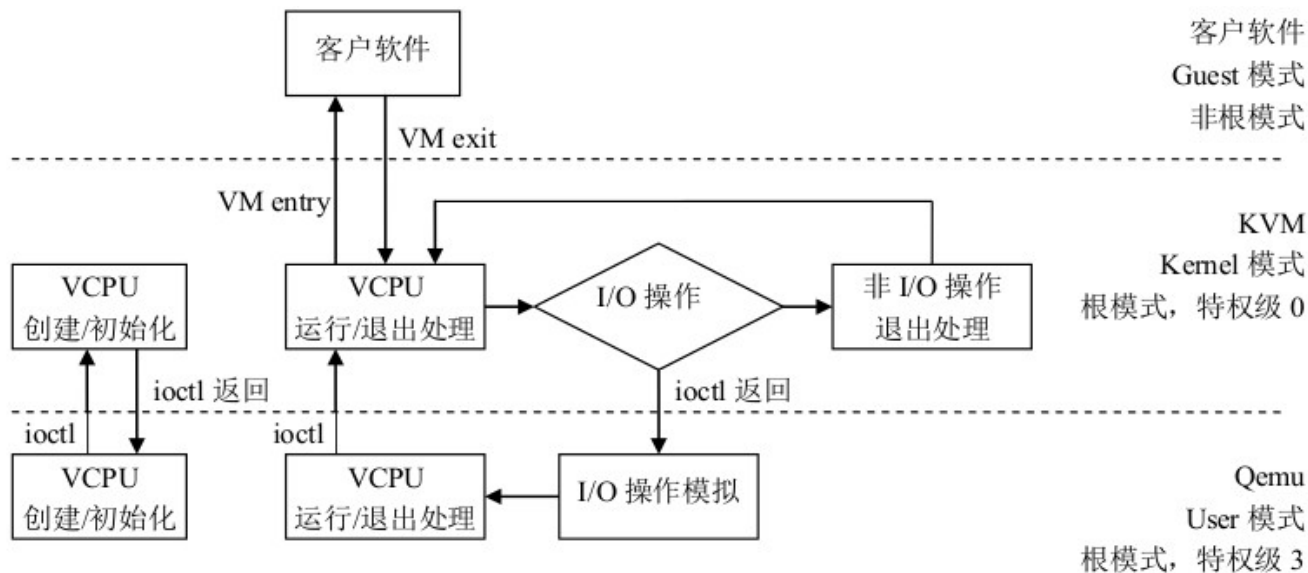 客户软件
客户软件
Guest 模式
非根模式
VM exit
VM entry
KVM
Kernel 模式
根模式，特权级 0
VCPU
创建/初始化
VCPU
运行/退出处理
I/O 操作
非 I/O 操作
退出处理
ioctl 返回
ioctl 返回
ioctl
ioctl
VCPU
创建/初始化
VCPU
运行/退出处理
I/O 操作模拟
Qemu
User 模式
根模式，特权级 3